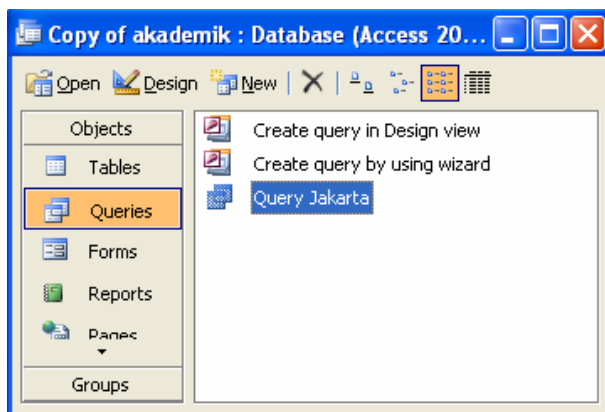 Copy of akademik : Database (Access 20...
Open Design New
Objects
Tables
Queries
Forms
Reports
Pages
Groups
Create query in Design view
Create query by using wizard
Query Jakarta